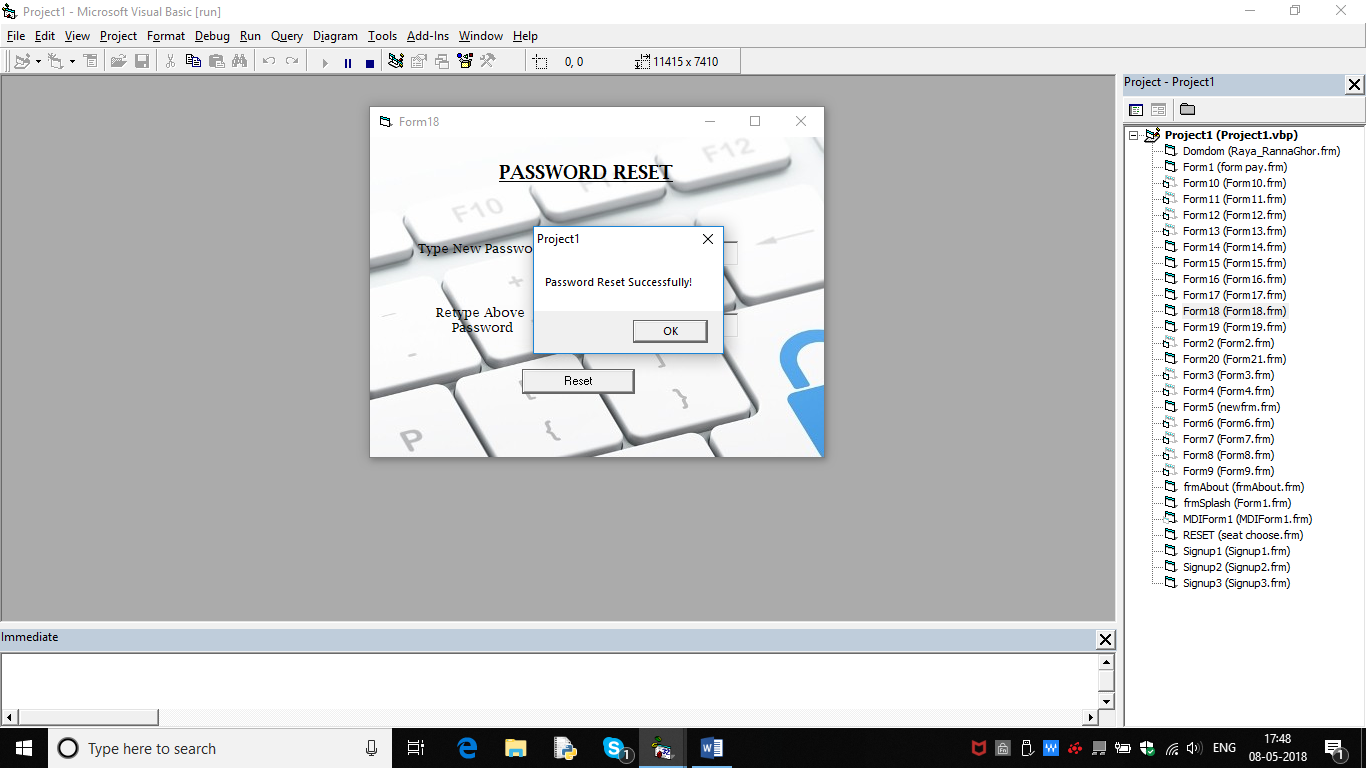 Project1 - Microsoft Visual Basic [run]
File Edit View Project Format Debug Run Query Diagram Tools Add-Ins Window Help
0, 0
11415 x 7410
Form18
PASSWORD RESET
F10
F12
Type New Passwo
Project1
Password Reset Successfully!
OK
Retype Above
Password
Reset
P
Project - Project1
Project1 (Project1.vbp)
Domdom (Raya_RannaGhor.frm)
Form1 (form pay.frm)
Form10 (Form10.frm)
Form11 (Form11.frm)
Form12 (Form12.frm)
Form13 (Form13.frm)
Form14 (Form14.frm)
Form15 (Form15.frm)
Form16 (Form16.frm)
Form17 (Form17.frm)
Form18 (Form18.frm)
Form19 (Form19.frm)
Form2 (Form2.frm)
Form20 (Form21.frm)
Form3 (Form3.frm)
Form4 (Form4.frm)
Form5 (newfrm.frm)
Form6 (Form6.frm)
Form7 (Form7.frm)
Form8 (Form8.frm)
Form9 (Form9.frm)
frmAbout (frmAbout.frm)
frmSplash (Form1.frm)
MDIForm1 (MDIForm1.frm)
RESET (seat choose.frm)
Signup1 (Signup1.frm)
Signup2 (Signup2.frm)
Signup3 (Signup3.frm)
Immediate
Type here to search
1
ENG
17:48
08-05-2018
1